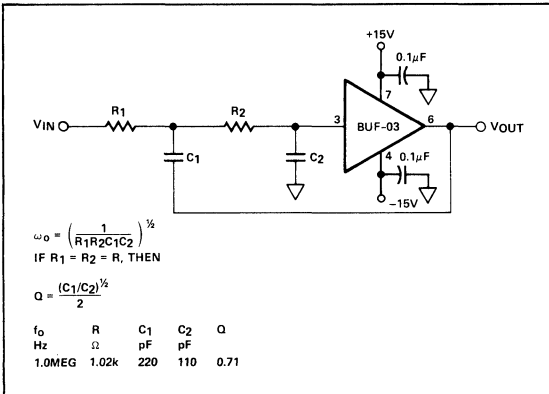 +15V
0.1μF
7
R1
R2
VIN
3
BUF-03
6
VOUT
C1
C2
4
0.1μF
−15V
ωo = (1/R1R2C1C2)^½
IF R1 = R2 = R, THEN
Q = (C1/C2)^½/2
fo R C1 C2 Q
Hz Ω pF pF
1.0MEG 1.02k 220 110 0.71